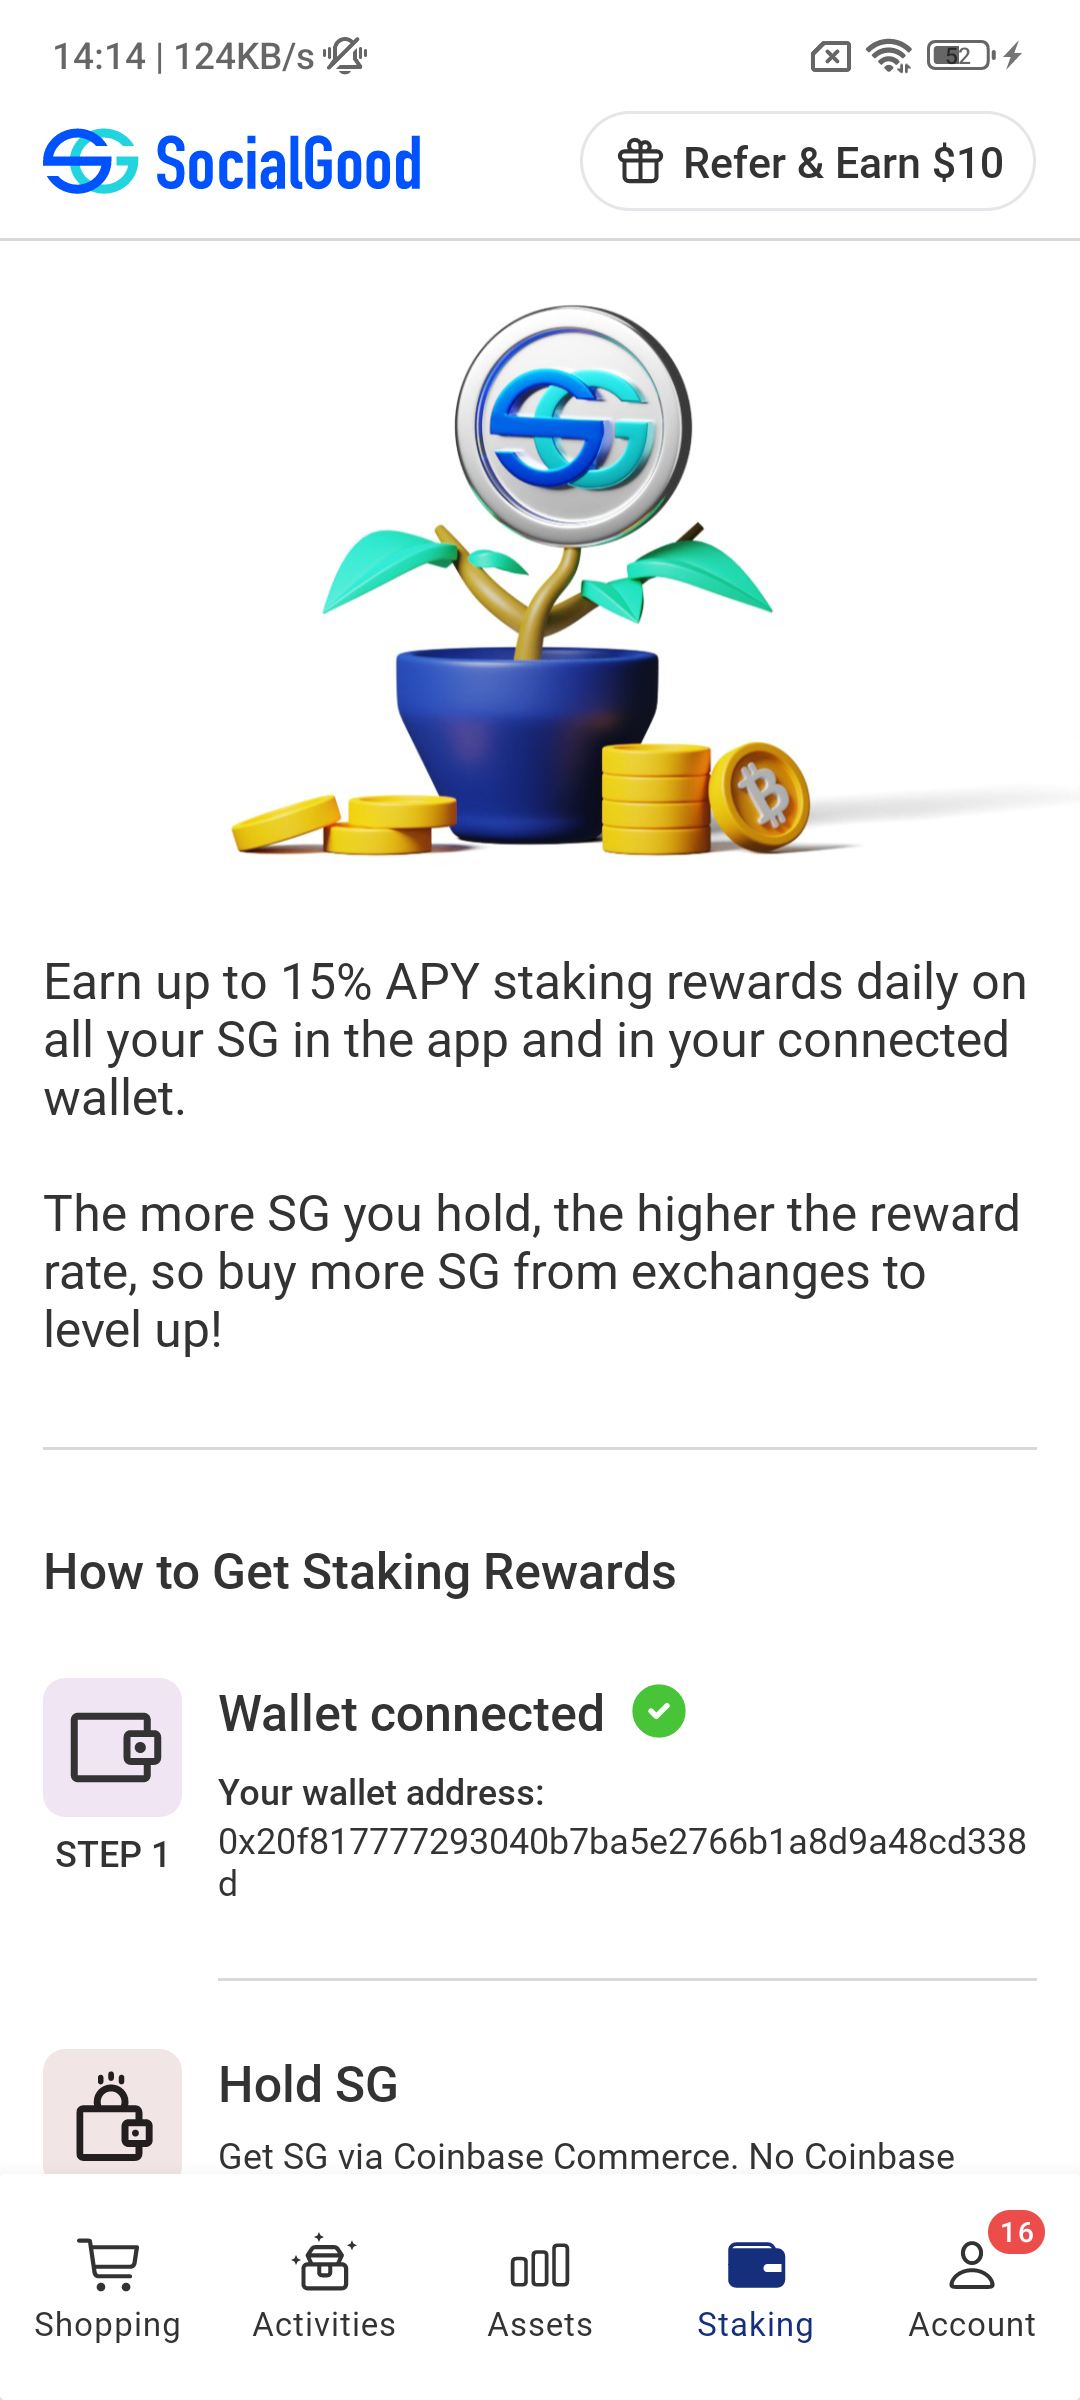 14:14 | 124KB/s
52
SocialGood
Refer & Earn $10
Earn up to 15% APY staking rewards daily on
all your SG in the app and in your connected
wallet.
The more SG you hold, the higher the reward
rate, so buy more SG from exchanges to
level up!
How to Get Staking Rewards
Wallet connected
Your wallet address:
0x20f817777293040b7ba5e2766b1a8d9a48cd338
d
STEP 1
Hold SG
Get SG via Coinbase Commerce. No Coinbase
16
Shopping
Activities
Assets
Staking
Account